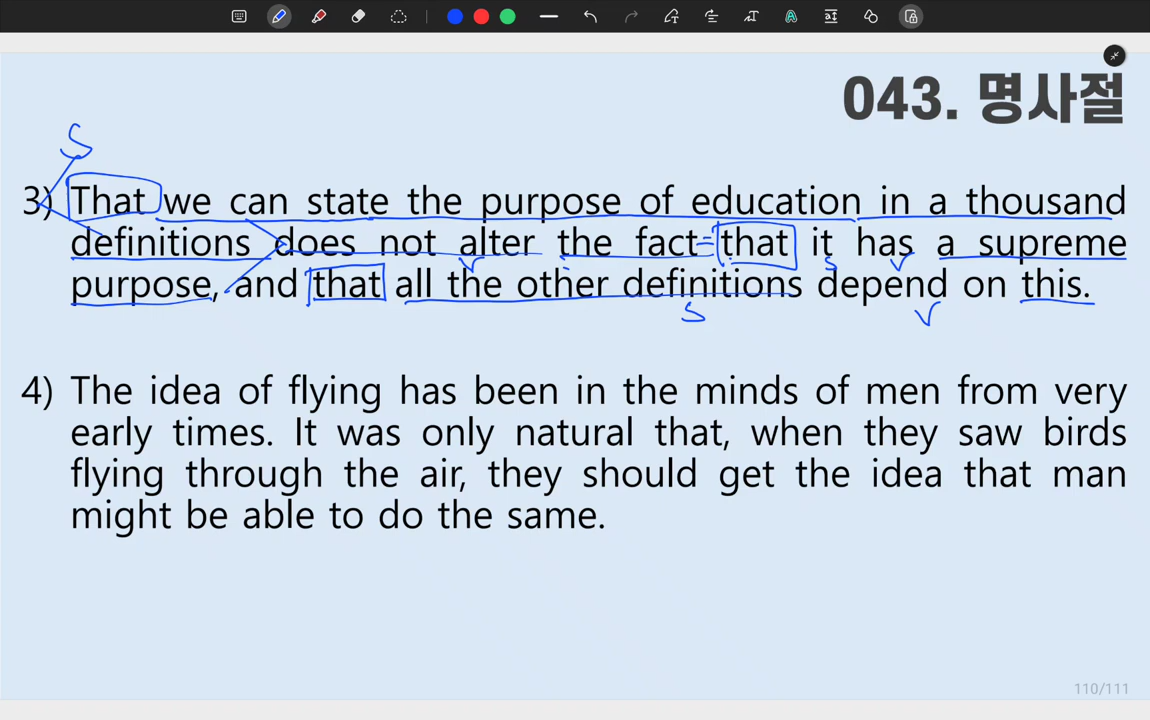 043. 명사절
S
3) That we can state the purpose of education in a thousand
definitions does not alter the fact = that it has a supreme
V S V
purpose, and that all the other definitions depend on this.
S V
4) The idea of flying has been in the minds of men from very
early times. It was only natural that, when they saw birds
flying through the air, they should get the idea that man
might be able to do the same.
110/111